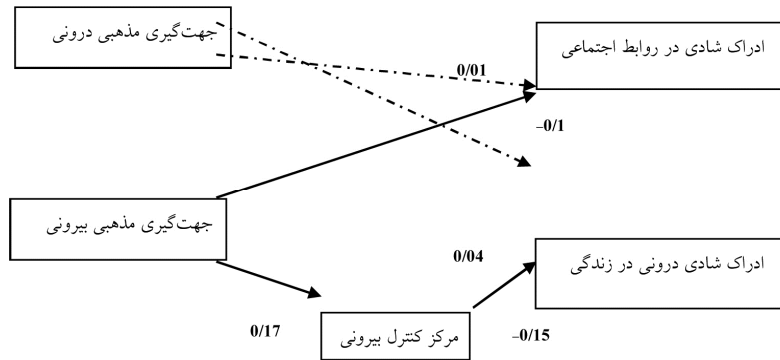 جهت‌گیری مذهبی درونی
ادراک شادی در روابط اجتماعی
0/01
–0/1
جهت‌گیری مذهبی بیرونی
ادراک شادی درونی در زندگی
0/04
0/17
مرکز کنترل بیرونی
–0/15